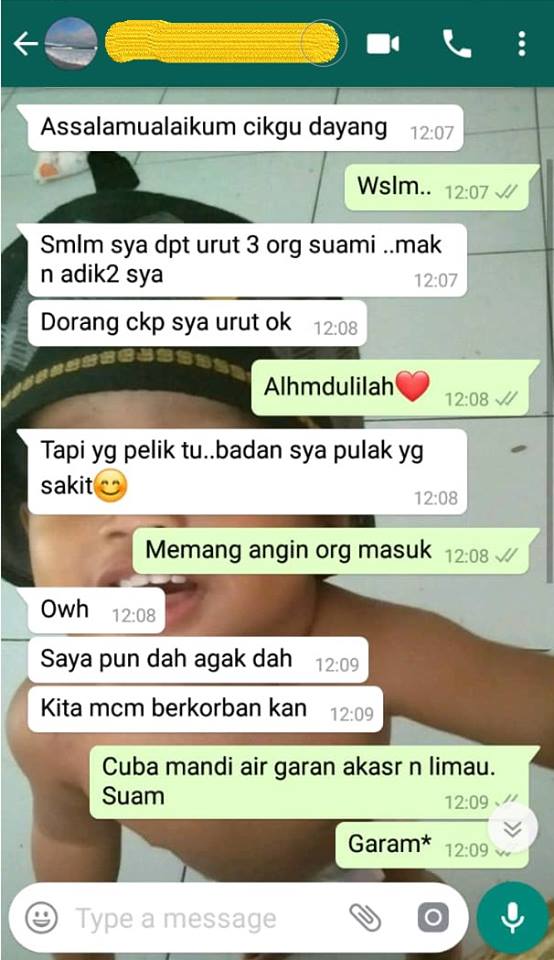 Assalamualaikum cikgu dayang 12:07
Wslm.. 12:07
Smlm sya dpt urut 3 org suami ..mak
n adik2 sya 12:07
Dorang ckp sya urut ok 12:08
Alhmdulilah❤️ 12:08
Tapi yg pelik tu..badan sya pulak yg
sakit😊 12:08
Memang angin org masuk 12:08
Owh 12:08
Saya pun dah agak dah 12:09
Kita mcm berkorban kan 12:09
Cuba mandi air garan akasr n limau.
Suam 12:09
Garam* 12:09
Type a message